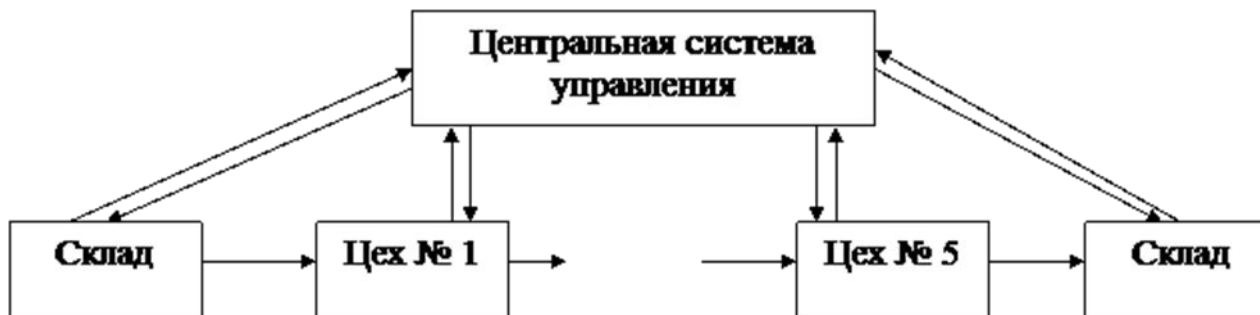 Центральная система
управления
Склад
Цех № 1
Цех № 5
Склад